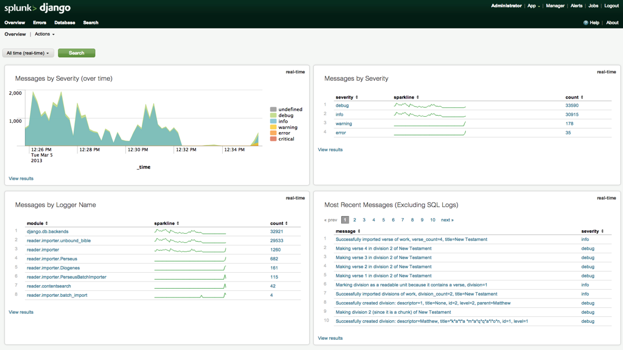 splunk> django
Administrator | App | Manager | Alerts | Jobs | Logout
Overview Errors Database Search
Help | About
Overview | Actions
All time (real-time)
Search
real-time
Messages by Severity (over time)
2,000
1,000
12:26 PM
Tue Mar 5
2013
12:28 PM
12:30 PM
12:32 PM
12:34 PM
_time
undefined
debug
info
warning
error
critical
View results
real-time
Messages by Severity
severity sparkline count
1 debug
2 info
3 warning 178
4 error 35
View results
real-time
Messages by Logger Name
module sparkline count
1 django.db.backends 32921
2 reader.importer.unbound_bible 29533
3 reader.importer 1260
4 reader.importer.Perseus 682
5 reader.importer.Diogenes 161
6 reader.importer.PerseusBatchImporter 115
7 reader.contentsearch 42
8 reader.importer.batch_import 4
View results
real-time
Most Recent Messages (Excluding SQL Logs)
« prev 1 2 3 4 5 6 7 8 9 10 next »
message severity
1 Successfully imported verse of work, verse_count=4, title=New Testament info
2 Making verse 4 in division 2 of New Testament debug
3 Making verse 3 in division 2 of New Testament debug
4 Making verse 2 in division 2 of New Testament debug
5 Making verse 1 in division 2 of New Testament debug
6 Marking division as a readable unit because it contains a verse, division=1 info
7 Successfully imported divisions of work, division_count=2, title=New Testament info
8 Successfully created division: descriptor=1, title=None, id=2, level=2, parent=Matthew debug
9 Making division 2 (since it is a chunk) of New Testament debug
10 Successfully created division: descriptor=Matthew, id=1, level=1 debug
View results